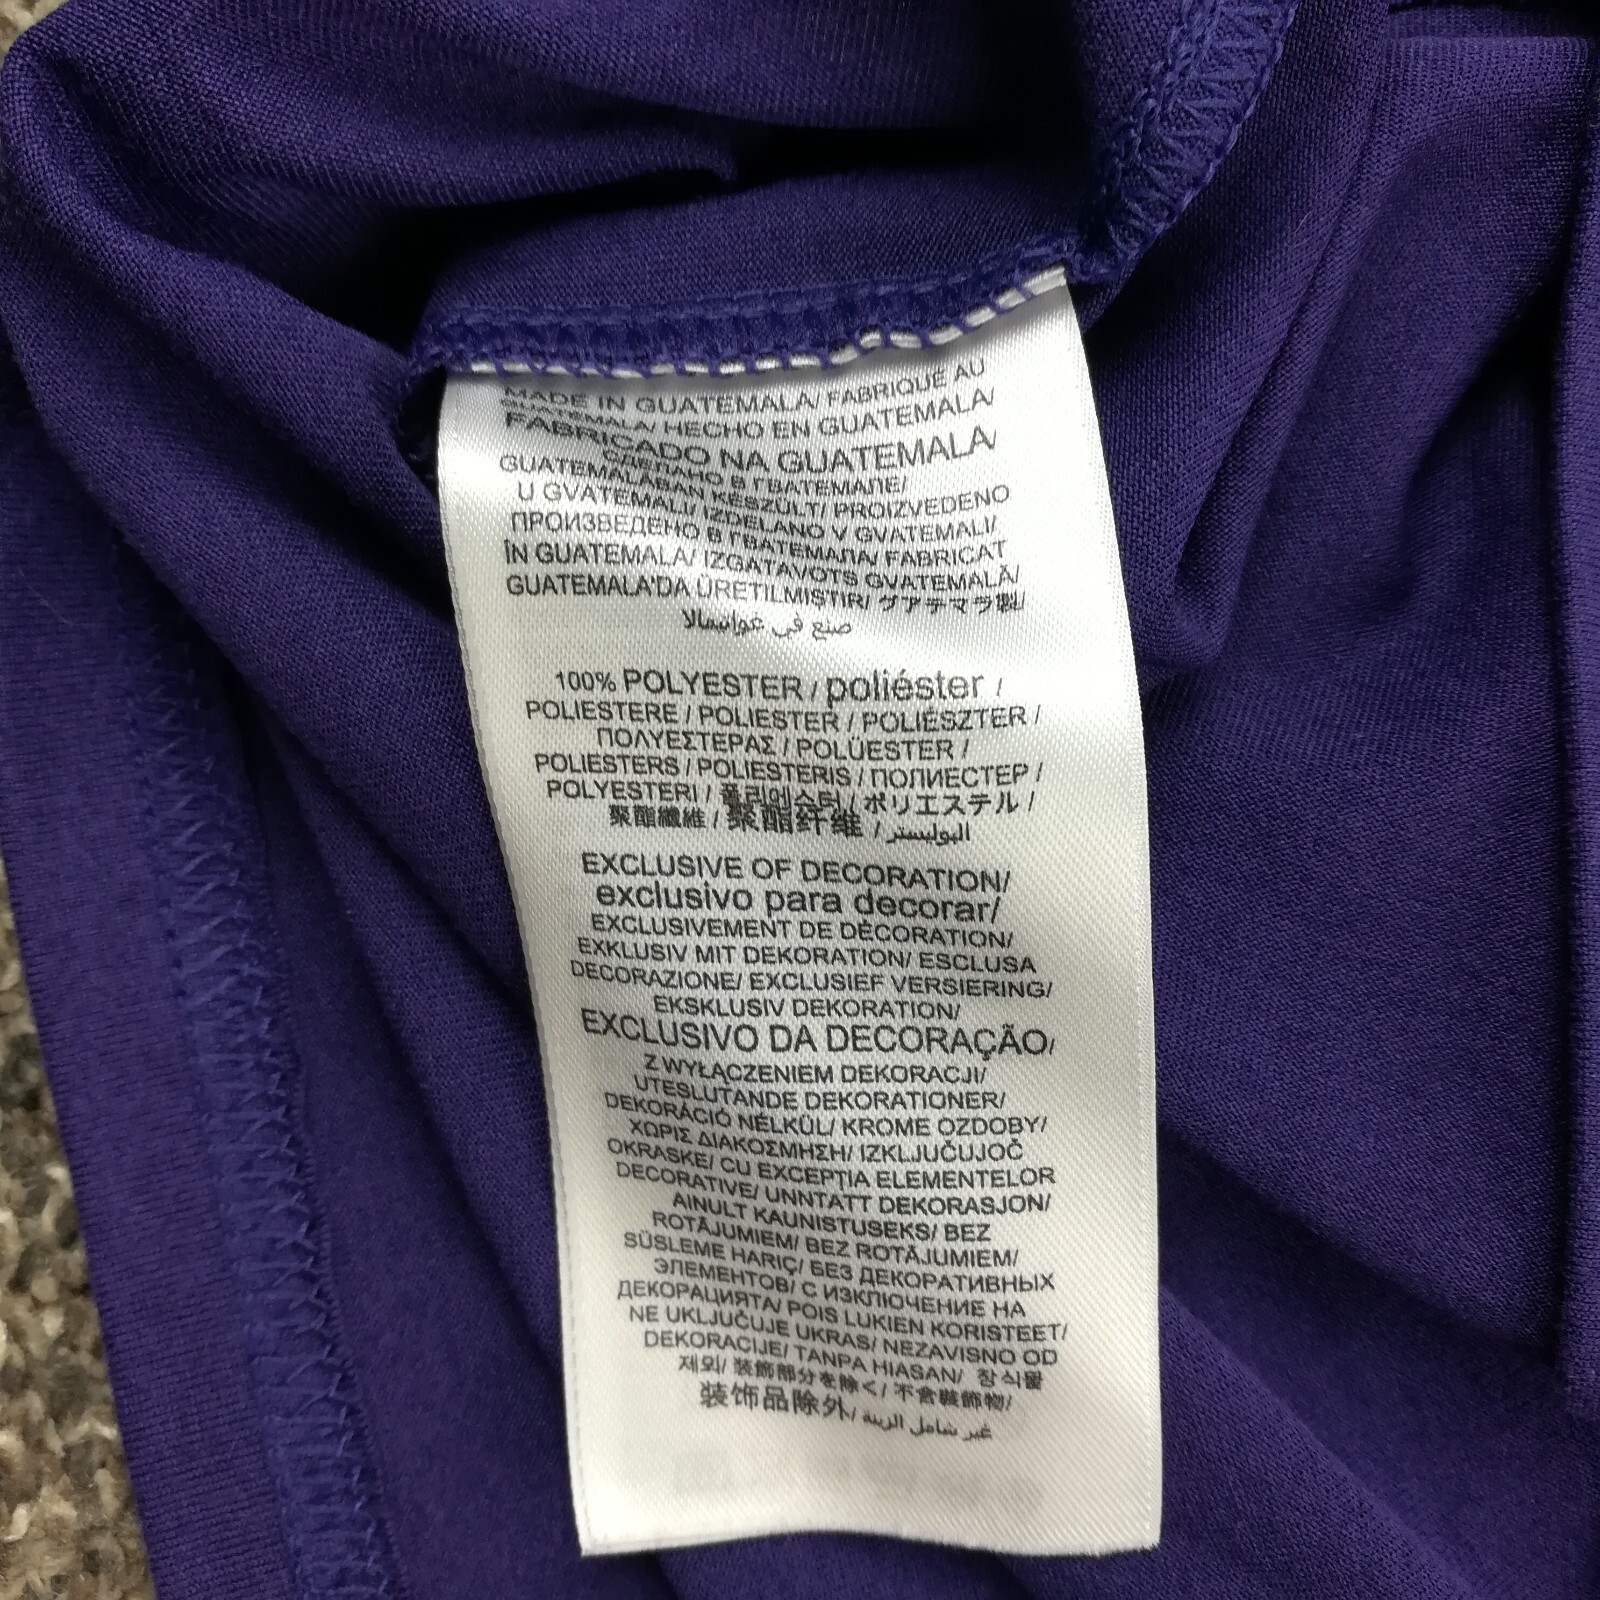 MADE IN GUATEMALA/ FABRIQUÉ AU
GUATEMALA/ HECHO EN GUATEMALA/
FABRICADO NA GUATEMALA/
СДЕЛАНО В ГВАТЕМАЛЕ/
GUATEMALÁBAN KÉSZÜLT/ PROIZVEDENO
U GVATEMALI/ IZDELANO V GVATEMALI/
ПРОИЗВЕДЕНО В ГВАТЕМАЛА/ FABRICAT
ÎN GUATEMALA/ IZGATAVOTS GVATEMALĀ/
GUATEMALA'DA ÜRETILMISTIR/ グアテマラ製/
صنع في غواتيمالا
100% POLYESTER / poliéster /
POLIESTERE / POLIESTER / POLIÉSZTER /
ΠΟΛΥΕΣΤΕΡΑΣ / POLÜESTER /
POLIESTERS / POLIESTERIS / ПОЛИЕСТЕР /
POLYESTERI / 폴리에스터 / ポリエステル /
聚酯纖維 / 聚酯纤维 / البوليستر
EXCLUSIVE OF DECORATION/
exclusivo para decorar/
EXCLUSIVEMENT DE DÉCORATION/
EXKLUSIV MIT DEKORATION/ ESCLUSA
DECORAZIONE/ EXCLUSIEF VERSIERING/
EKSKLUSIV DEKORATION/
EXCLUSIVO DA DECORAÇÃO/
Z WYŁĄCZENIEM DEKORACJI/
UTESLUTANDE DEKORATIONER/
DEKORÁCIÓ NÉLKÜL/ KROME OZDOBY/
ΧΩΡΙΣ ΔΙΑΚΟΣΜΗΣΗ/ IZKLJUČUJOČ
OKRASKE/ CU EXCEPŢIA ELEMENTELOR
DECORATIVE/ UNNTATT DEKORASJON/
AINULT KAUNISTUSEKS/ BEZ
ROTĀJUMIEM/ BEZ ROTĀJUMIEM/
SÜSLEME HARIÇ/ БЕЗ ДЕКОРАТИВНЫХ
ЭЛЕМЕНТОВ/ С ИЗКЛЮЧЕНИЕ НА
ДЕКОРАЦИЯТА/ POIS LUKIEN KORISTEET/
NE UKLJUČUJE UKRAS/ NEZAVISNO OD
DEKORACIJE/ TANPA HIASAN/ 장식물
제외/ 装飾部分を除く/ 不含裝飾物/
装饰品除外/ غير شامل الزينة